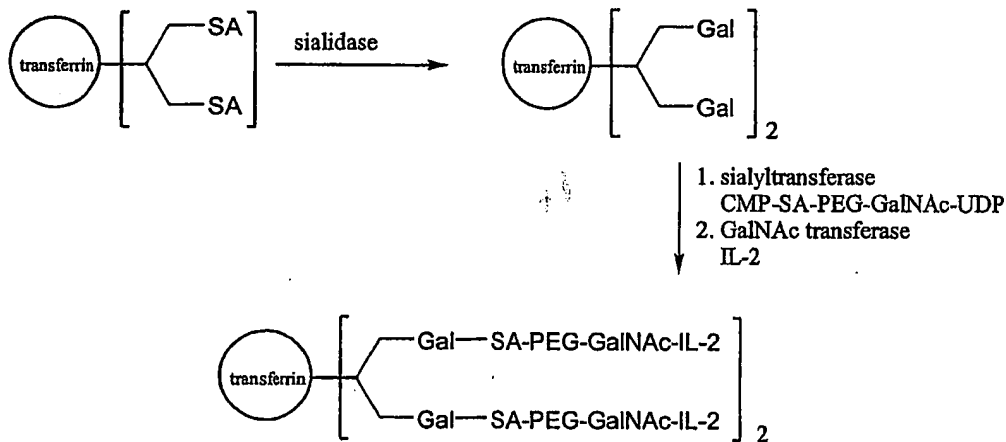 SA
transferrin
SA
sialidase
Gal
transferrin
Gal
2
1. sialyltransferase
CMP-SA-PEG-GalNAc-UDP
2. GalNAc transferase
IL-2
Gal—SA-PEG-GalNAc-IL-2
transferrin
Gal—SA-PEG-GalNAc-IL-2
2